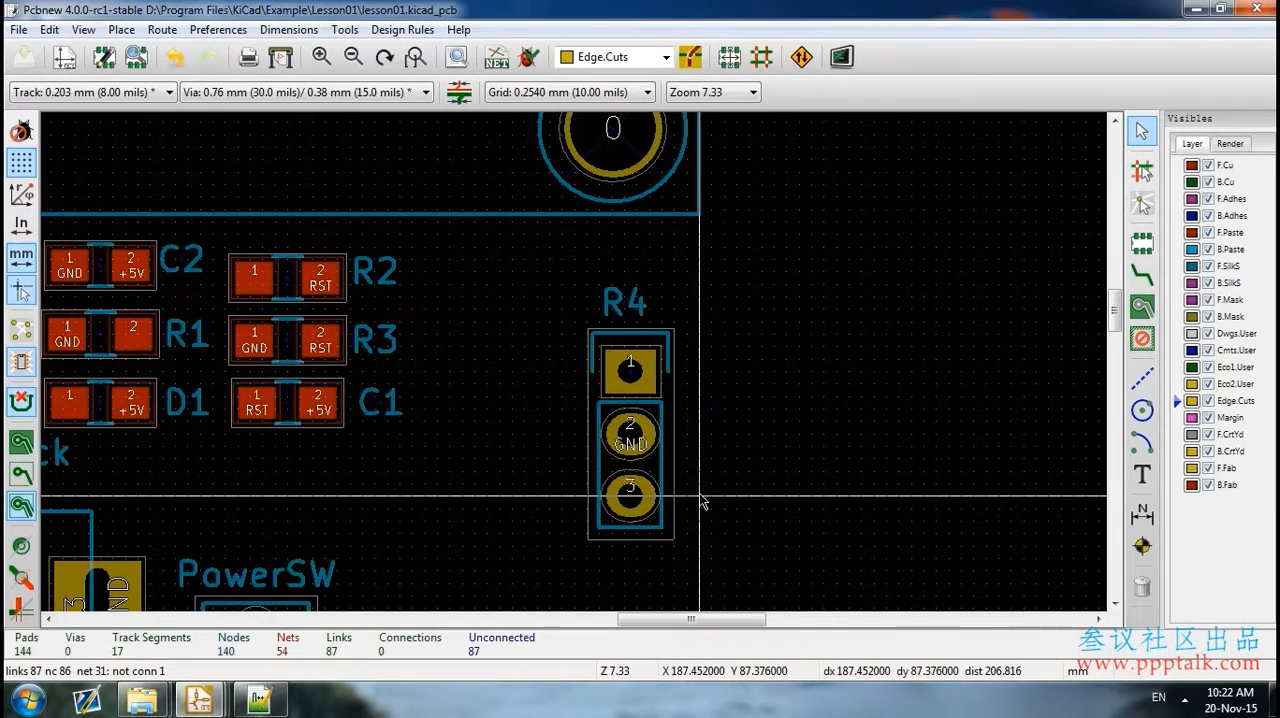 Pcbnew 4.0.0-rc1-stable D:\Program Files\KiCad\Example\Lesson01\lesson01.kicad_pcb
File Edit View Place Route Preferences Dimensions Tools Design Rules Help
NET Edge.Cuts
Track: 0.203 mm (8.00 mils) * Via: 0.76 mm (30.0 mil)/ 0.38 mm (15.0 mil) * Grid: 0.2540 mm (10.00 mils) Zoom 7.33
Visibles
Layer Render
F.Cu
B.Cu
F.Adhes
B.Adhes
F.Paste
B.Paste
F.SilkS
B.SilkS
F.Mask
B.Mask
Dwgs.User
Cmts.User
Eco1.User
Eco2.User
Edge.Cuts
Margin
F.CrtYd
B.CrtYd
F.Fab
B.Fab
In
mm
0
1 GND 2 +5V C2
1 2 RST R2
1 GND 2 R1
1 GND 2 RST R3
1 2 +5V D1
1 RST 2 +5V C1
R4
1
2
GND
3
ck
3
ND
PowerSW
T
N
Pads Vias Track Segments Nodes Nets Links Connections Unconnected
144 0 17 140 54 87 0 87
links 87 nc 86 net 31: not conn 1 Z 7.33 X 187.452000 Y 87.376000 dx 187.452000 dy 87.376000 dist 206.816 mm
叁议社区出品
www.ppptalk.com
EN
10:22 AM
20-Nov-15